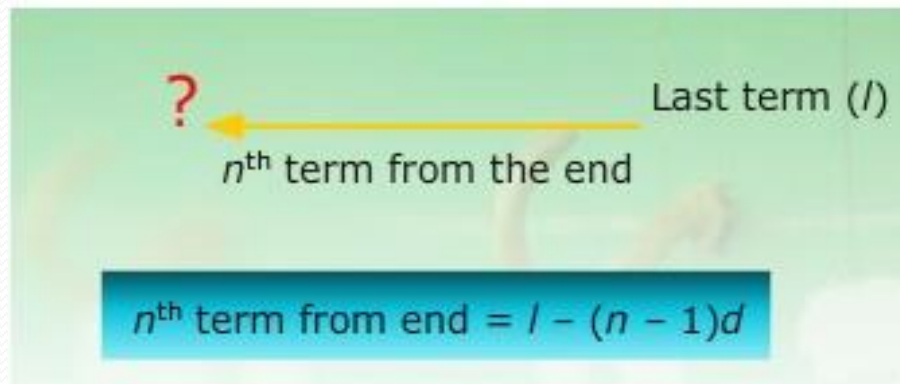 ?
Last term (l)
nth term from the end
nth term from end = l – (n – 1)d